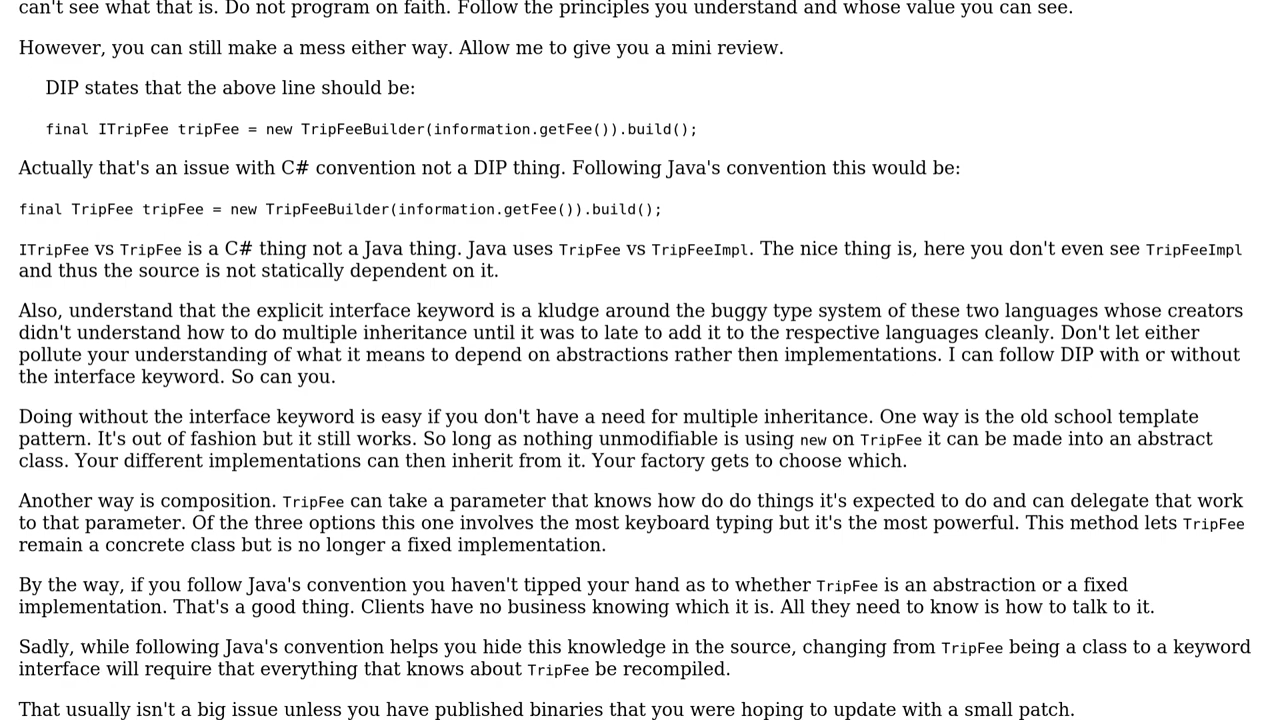 can't see what that is. Do not program on faith. Follow the principles you understand and whose value you can see.
However, you can still make a mess either way. Allow me to give you a mini review.
DIP states that the above line should be:
final ITripFee tripFee = new TripFeeBuilder(information.getFee()).build();
Actually that's an issue with C# convention not a DIP thing. Following Java's convention this would be:
final TripFee tripFee = new TripFeeBuilder(information.getFee()).build();
ITripFee vs TripFee is a C# thing not a Java thing. Java uses TripFee vs TripFeeImpl. The nice thing is, here you don't even see TripFeeImpl
and thus the source is not statically dependent on it.
Also, understand that the explicit interface keyword is a kludge around the buggy type system of these two languages whose creators
didn't understand how to do multiple inheritance until it was to late to add it to the respective languages cleanly. Don't let either
pollute your understanding of what it means to depend on abstractions rather then implementations. I can follow DIP with or without
the interface keyword. So can you.
Doing without the interface keyword is easy if you don't have a need for multiple inheritance. One way is the old school template
pattern. It's out of fashion but it still works. So long as nothing unmodifiable is using new on TripFee it can be made into an abstract
class. Your different implementations can then inherit from it. Your factory gets to choose which.
Another way is composition. TripFee can take a parameter that knows how do do things it's expected to do and can delegate that work
to that parameter. Of the three options this one involves the most keyboard typing but it's the most powerful. This method lets TripFee
remain a concrete class but is no longer a fixed implementation.
By the way, if you follow Java's convention you haven't tipped your hand as to whether TripFee is an abstraction or a fixed
implementation. That's a good thing. Clients have no business knowing which it is. All they need to know is how to talk to it.
Sadly, while following Java's convention helps you hide this knowledge in the source, changing from TripFee being a class to a keyword
interface will require that everything that knows about TripFee be recompiled.
That usually isn't a big issue unless you have published binaries that you were hoping to update with a small patch.